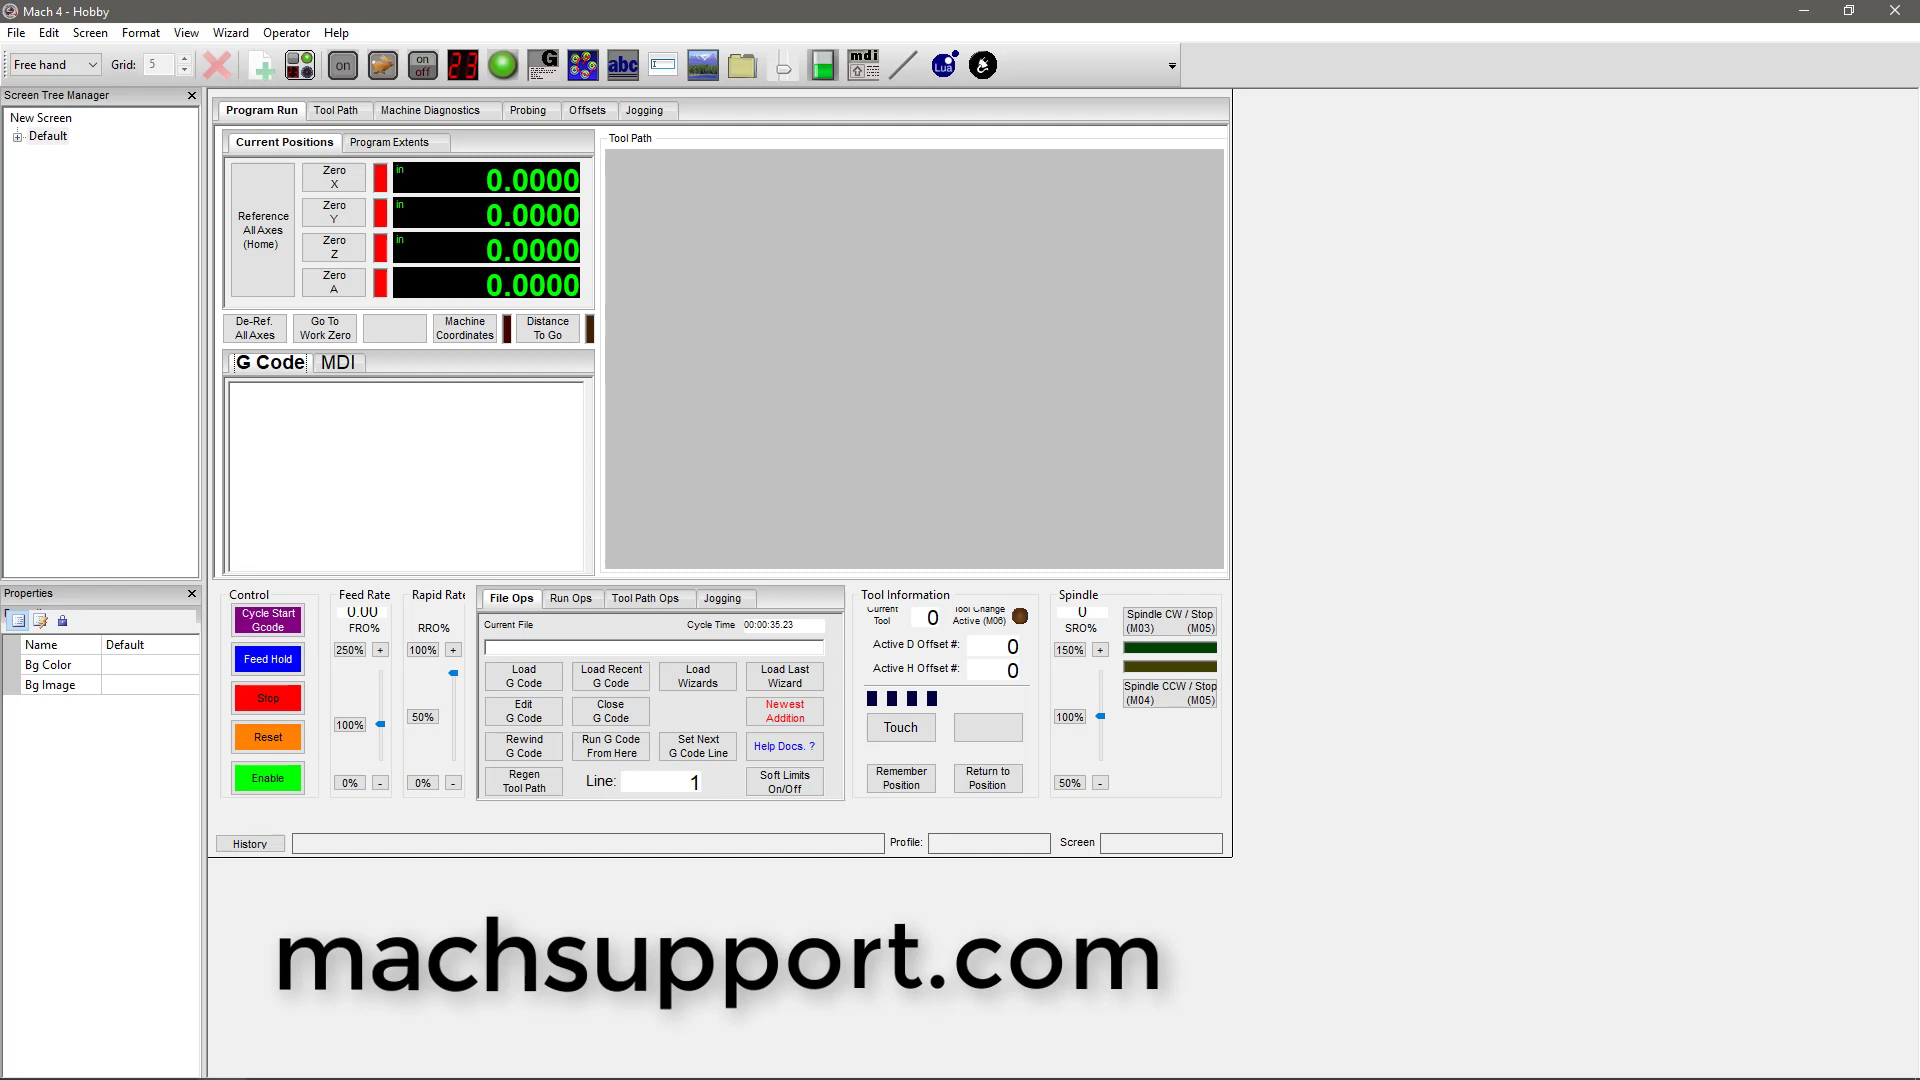 Mach 4 - Hobby
File Edit Screen Format View Wizard Operator Help
Free hand Grid: 5 on on off 23 G abc mdi Lua
Screen Tree Manager
New Screen
Default
Program Run Tool Path Machine Diagnostics Probing Offsets Jogging
Current Positions Program Extents
Reference
All Axes
(Home)
Zero
X
in 0.0000
Zero
Y
in 0.0000
Zero
Z
in 0.0000
Zero
A
0.0000
De-Ref.
All Axes
Go To
Work Zero
Machine
Coordinates
Distance
To Go
G Code MDI
Tool Path
Properties
Name Default
Bg Color
Bg Image
Control
Cycle Start
Gcode
Feed Hold
Stop
Reset
Enable
Feed Rate
0.00
FRO%
250% +
100%
0% -
Rapid Rate
RRO%
100% +
50%
0% -
File Ops Run Ops Tool Path Ops Jogging
Current File Cycle Time 00:00:35.23
Load
G Code
Load Recent
G Code
Load
Wizards
Load Last
Wizard
Edit
G Code
Close
G Code
Newest
Addition
Rewind
G Code
Run G Code
From Here
Set Next
G Code Line
Help Docs. ?
Regen
Tool Path
Line: 1
Soft Limits
On/Off
Tool Information
Current
Tool
0
Tool Change
Active (M06)
Active D Offset #: 0
Active H Offset #: 0
Touch
Remember
Position
Return to
Position
Spindle
0
SRO%
150% +
100%
50% -
Spindle CW / Stop
(M03) (M05)
Spindle CCW / Stop
(M04) (M05)
History Profile: Screen
machsupport.com